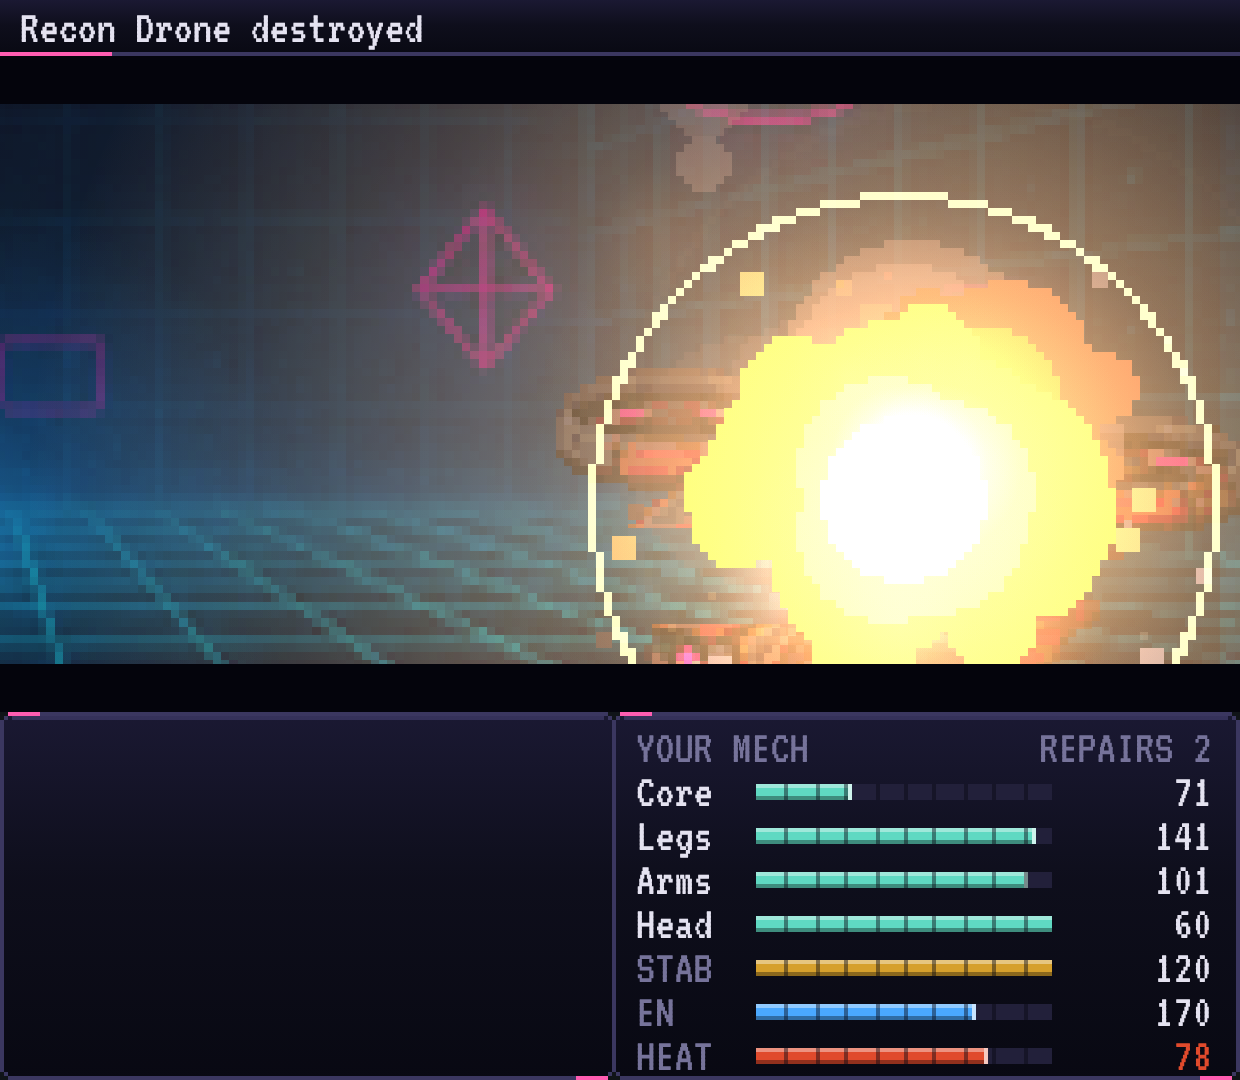 Recon Drone destroyed
YOUR MECH REPAIRS 2
Core 71
Legs 141
Arms 101
Head 60
STAB 120
EN 170
HEAT 78